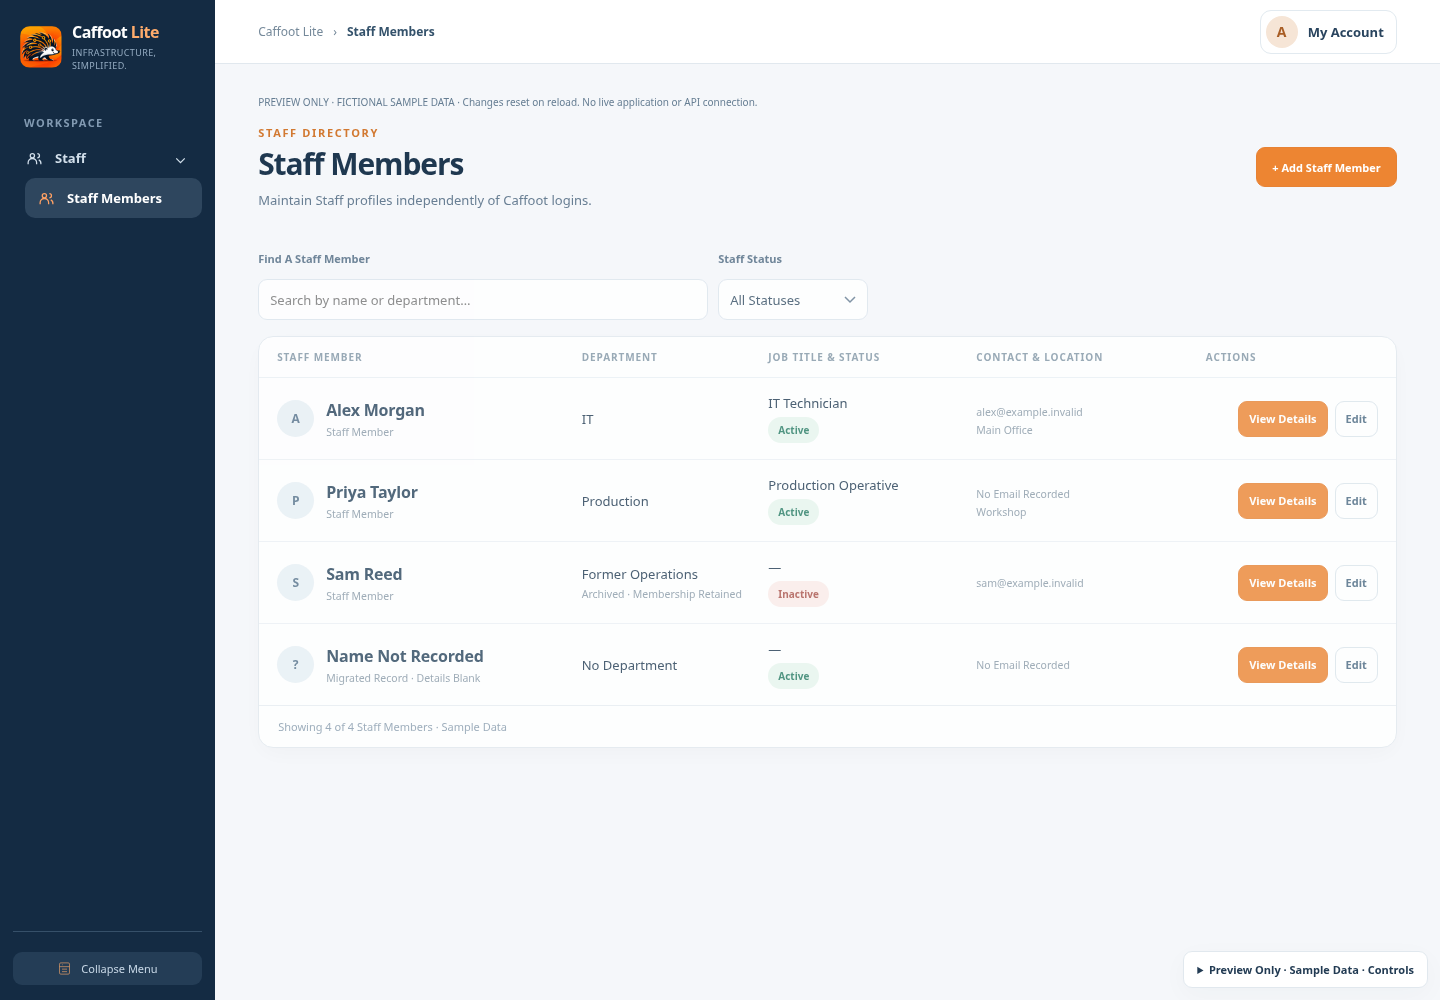 Caffoot Lite
INFRASTRUCTURE,
SIMPLIFIED.
WORKSPACE
Staff
Staff Members
Collapse Menu
Caffoot Lite › Staff Members
A
My Account
PREVIEW ONLY · FICTIONAL SAMPLE DATA · Changes reset on reload. No live application or API connection.
STAFF DIRECTORY
Staff Members
Maintain Staff profiles independently of Caffoot logins.
+ Add Staff Member
Find A Staff Member
Staff Status
Search by name or department...
All Statuses
STAFF MEMBER DEPARTMENT JOB TITLE & STATUS CONTACT & LOCATION ACTIONS
A
Alex Morgan
Staff Member
IT
IT Technician
Active
alex@example.invalid
Main Office
View Details Edit
P
Priya Taylor
Staff Member
Production
Production Operative
Active
No Email Recorded
Workshop
View Details Edit
S
Sam Reed
Staff Member
Former Operations
Archived · Membership Retained
—
Inactive
sam@example.invalid
View Details Edit
?
Name Not Recorded
Migrated Record · Details Blank
No Department
—
Active
No Email Recorded
View Details Edit
Showing 4 of 4 Staff Members · Sample Data
▶ Preview Only · Sample Data · Controls